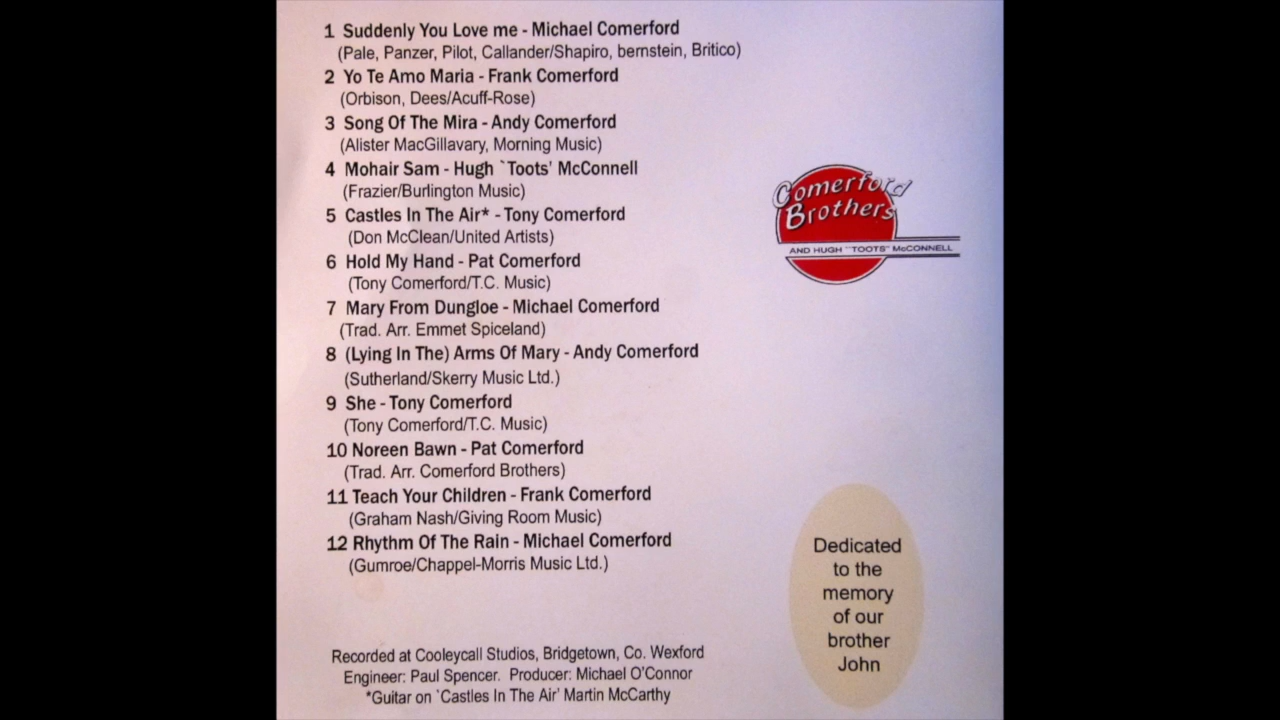 1 Suddenly You Love me - Michael Comerford
(Pale, Panzer, Pilot, Callander/Shapiro, bernstein, Britico)
2 Yo Te Amo Maria - Frank Comerford
(Orbison, Dees/Acuff-Rose)
3 Song Of The Mira - Andy Comerford
(Alister MacGillavary, Morning Music)
4 Mohair Sam - Hugh `Toots' McConnell
(Frazier/Burlington Music)
5 Castles In The Air* - Tony Comerford
(Don McClean/United Artists)
6 Hold My Hand - Pat Comerford
(Tony Comerford/T.C. Music)
7 Mary From Dungloe - Michael Comerford
(Trad. Arr. Emmet Spiceland)
8 (Lying In The) Arms Of Mary - Andy Comerford
(Sutherland/Skerry Music Ltd.)
9 She - Tony Comerford
(Tony Comerford/T.C. Music)
10 Noreen Bawn - Pat Comerford
(Trad. Arr. Comerford Brothers)
11 Teach Your Children - Frank Comerford
(Graham Nash/Giving Room Music)
12 Rhythm Of The Rain - Michael Comerford
(Gumroe/Chappel-Morris Music Ltd.)
Recorded at Cooleycall Studios, Bridgetown, Co. Wexford
Engineer: Paul Spencer. Producer: Michael O'Connor
*Guitar on `Castles In The Air' Martin McCarthy
Comerford
Brothers
AND HUGH "TOOTS" McCONNELL
Dedicated
to the
memory
of our
brother
John